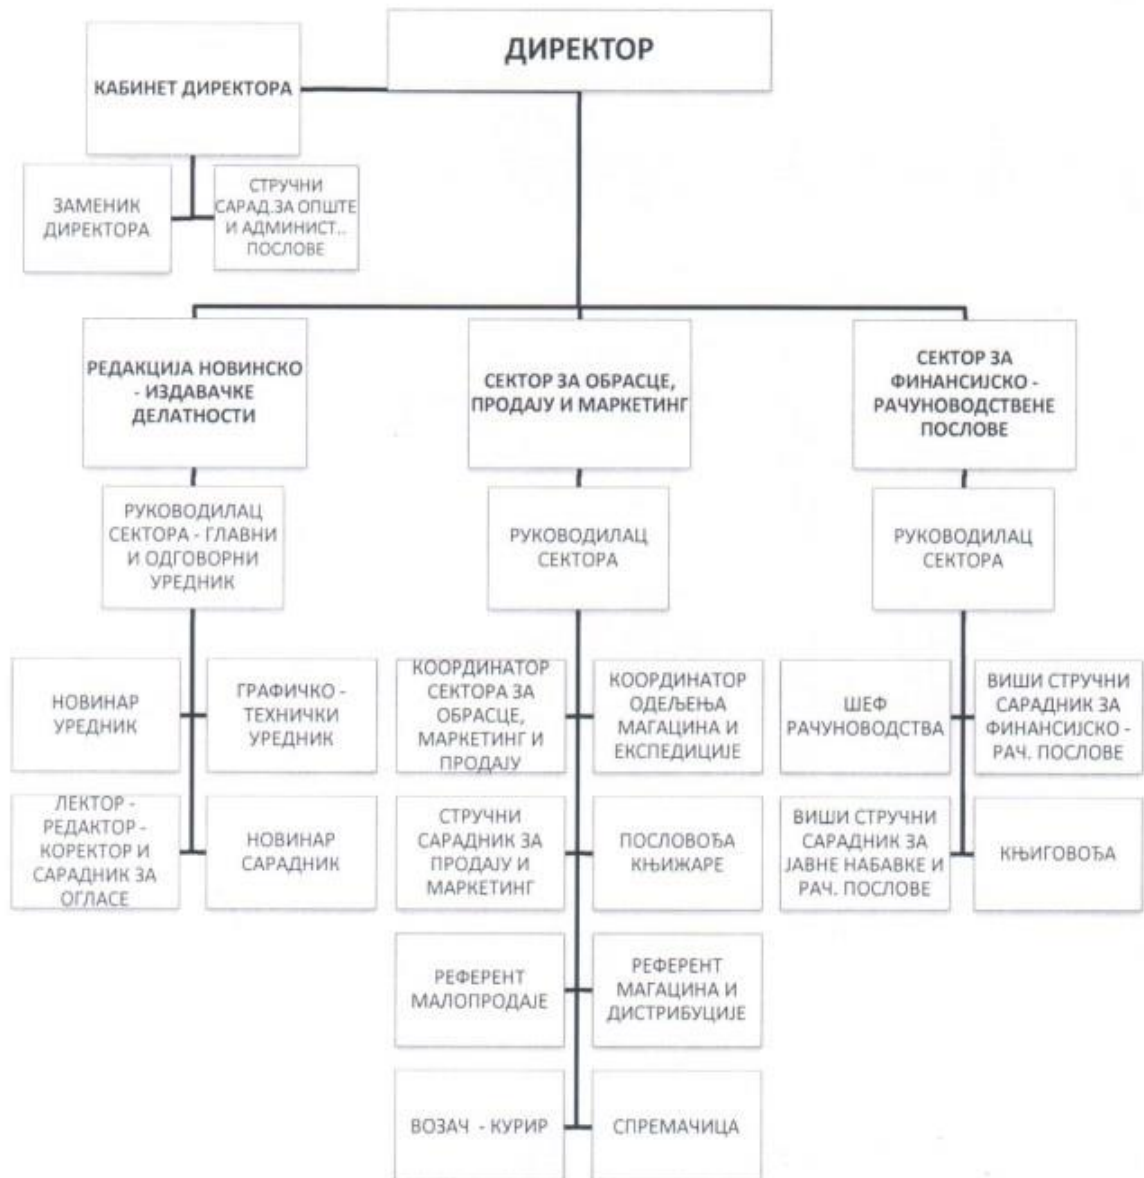 ДИРЕКТОР
КАБИНЕТ ДИРЕКТОРА
ЗАМЕНИК
ДИРЕКТОРА
СТРУЧНИ
САРАД.ЗА ОПШТЕ
И АДМИНИСТ..
ПОСЛОВЕ
РЕДАКЦИЈА НОВИНСКО
- ИЗДАВАЧКЕ
ДЕЛАТНОСТИ
СЕКТОР ЗА ОБРАСЦЕ,
ПРОДАЈУ И МАРКЕТИНГ
СЕКТОР ЗА
ФИНАНСИЈСКО -
РАЧУНОВОДСТВЕНЕ
ПОСЛОВЕ
РУКОВОДИЛАЦ
СЕКТОРА - ГЛАВНИ
И ОДГОВОРНИ
УРЕДНИК
РУКОВОДИЛАЦ
СЕКТОРА
РУКОВОДИЛАЦ
СЕКТОРА
НОВИНАР
УРЕДНИК
ГРАФИЧКО -
ТЕХНИЧКИ
УРЕДНИК
КООРДИНАТОР
СЕКТОРА ЗА
ОБРАСЦЕ,
МАРКЕТИНГ И
ПРОДАЈУ
КООРДИНАТОР
ОДЕЉЕЊА
МАГАЦИНА И
ЕКСПЕДИЦИЈЕ
ШЕФ
РАЧУНОВОДСТВА
ВИШИ СТРУЧНИ
САРАДНИК ЗА
ФИНАНСИЈСКО -
РАЧ. ПОСЛОВЕ
ЛЕКТОР -
РЕДАКТОР -
КОРЕКТОР И
САРАДНИК ЗА
ОГЛАСЕ
НОВИНАР
САРАДНИК
СТРУЧНИ
САРАДНИК ЗА
ПРОДАЈУ И
МАРКЕТИНГ
ПОСЛОВОЂА
КЊИЖАРЕ
ВИШИ СТРУЧНИ
САРАДНИК ЗА
ЈАВНЕ НАБАВКЕ И
РАЧ. ПОСЛОВЕ
КЊИГОВОЂА
РЕФЕРЕНТ
МАЛОПРОДАЈЕ
РЕФЕРЕНТ
МАГАЦИНА И
ДИСТРИБУЦИЈЕ
ВОЗАЧ - КУРИР
СПРЕМАЧИЦА